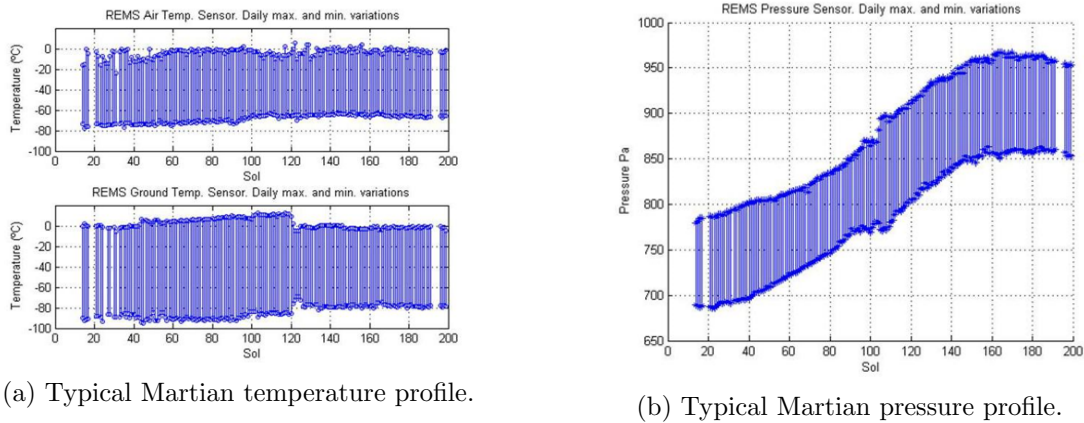 REMS Air Temp. Sensor. Daily max. and min. variations
Temperature (ºC)
0
-20
-40
-60
-80
-100
0 20 40 60 80 100 120 140 160 180 200
Sol
REMS Ground Temp. Sensor. Daily max. and min. variations
Temperature (ºC)
0
-20
-40
-60
-80
-100
0 20 40 60 80 100 120 140 160 180 200
Sol
(a) Typical Martian temperature profile.
REMS Pressure Sensor. Daily max. and min. variations
Pressure Pa
1000
950
900
850
800
750
700
650
0 20 40 60 80 100 120 140 160 180 200
Sol
(b) Typical Martian pressure profile.